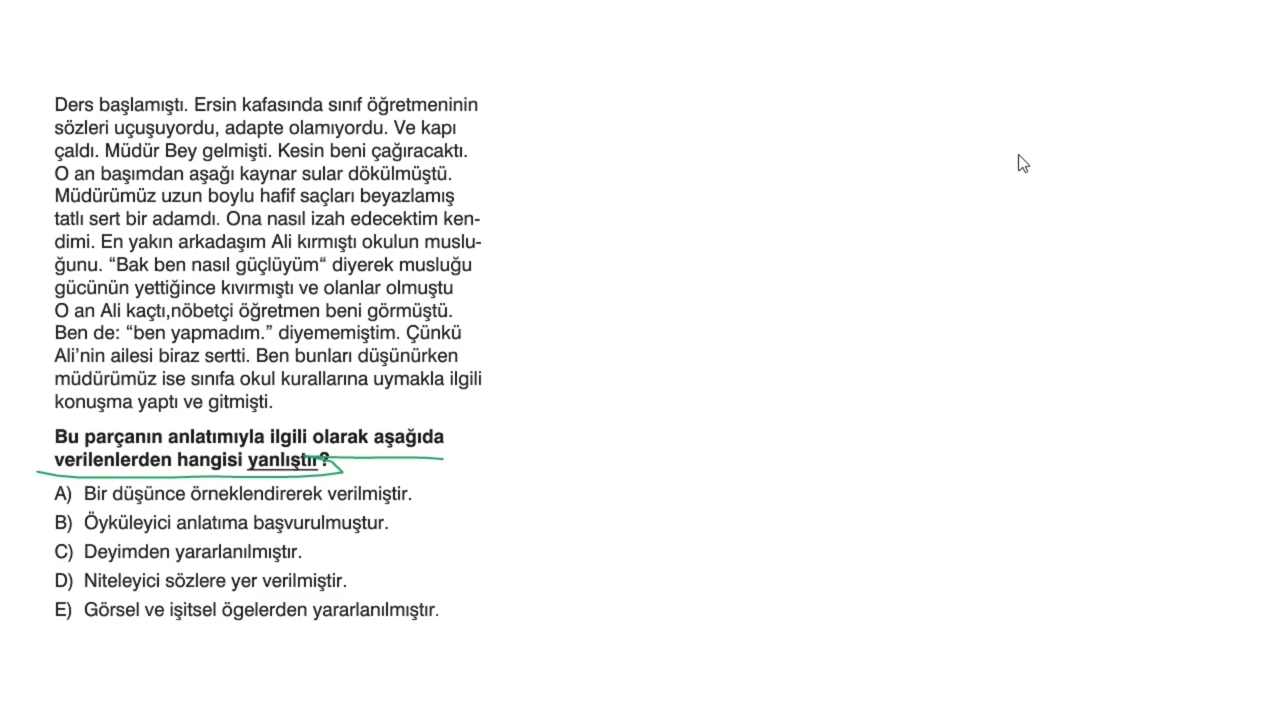 Ders başlamıştı. Ersin kafasında sınıf öğretmeninin
sözleri uçuşuyordu, adapte olamıyordu. Ve kapı
çaldı. Müdür Bey gelmişti. Kesin beni çağıracaktı.
O an başımdan aşağı kaynar sular dökülmüştü.
Müdürümüz uzun boylu hafif saçları beyazlamış
tatlı sert bir adamdı. Ona nasıl izah edecektim ken-
dimi. En yakın arkadaşım Ali kırmıştı okulun muslu-
ğunu. “Bak ben nasıl güçlüyüm“ diyerek musluğu
gücünün yettiğince kıvırmıştı ve olanlar olmuştu
O an Ali kaçtı,nöbetçi öğretmen beni görmüştü.
Ben de: “ben yapmadım.” diyememiştim. Çünkü
Ali’nin ailesi biraz sertti. Ben bunları düşünürken
müdürümüz ise sınıfa okul kurallarına uymakla ilgili
konuşma yaptı ve gitmişti.
Bu parçanın anlatımıyla ilgili olarak aşağıda
verilenlerden hangisi yanlıştır?
A) Bir düşünce örneklendirerek verilmiştir.
B) Öyküleyici anlatıma başvurulmuştur.
C) Deyimden yararlanılmıştır.
D) Niteleyici sözlere yer verilmiştir.
E) Görsel ve işitsel ögelerden yararlanılmıştır.